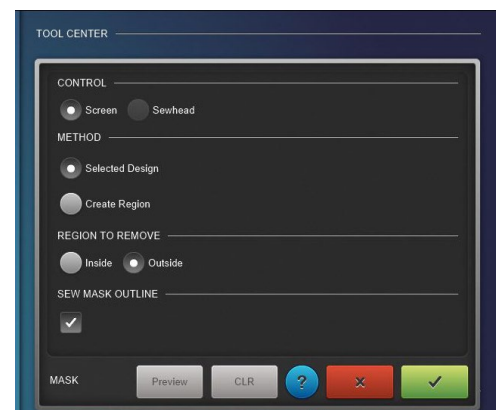 TOOL CENTER
CONTROL
Screen Sewhead
METHOD
Selected Design
Create Region
REGION TO REMOVE
Inside Outside
SEW MASK OUTLINE
MASK Preview CLR ?